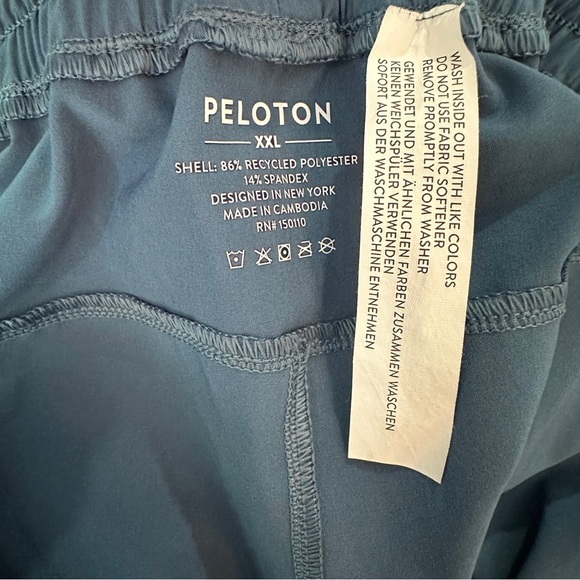 PELOTON
XXL
SHELL: 86% RECYCLED POLYESTER
14% SPANDEX
DESIGNED IN NEW YORK
MADE IN CAMBODIA
RN# 150110
WASH INSIDE OUT WITH LIKE COLORS
DO NOT USE FABRIC SOFTENER
REMOVE PROMPTLY FROM WASHER
GEWENDET UND MIT ÄHNLICHEN FARBEN ZUSAMMEN WASCHEN
KEINEN WEICHSPÜLER VERWENDEN
SOFORT AUS DER WASCHMASCHINE ENTNEHMEN